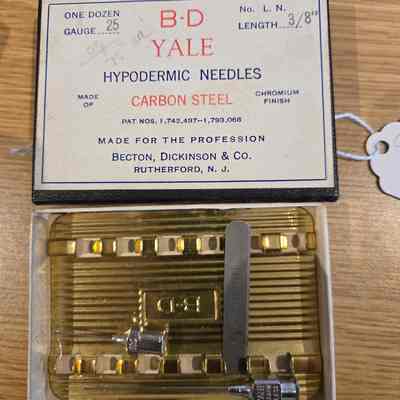 ONE DOZEN
GAUGE 25
B-D
YALE
No. L. N.
LENGTH 3/8"
HYPODERMIC NEEDLES
MADE OF
CARBON STEEL
CHROMIUM FINISH
PAT. NOS. 1,742,497–1,793,068
MADE FOR THE PROFESSION
BECTON, DICKINSON & CO.
RUTHERFORD, N. J.
B-D